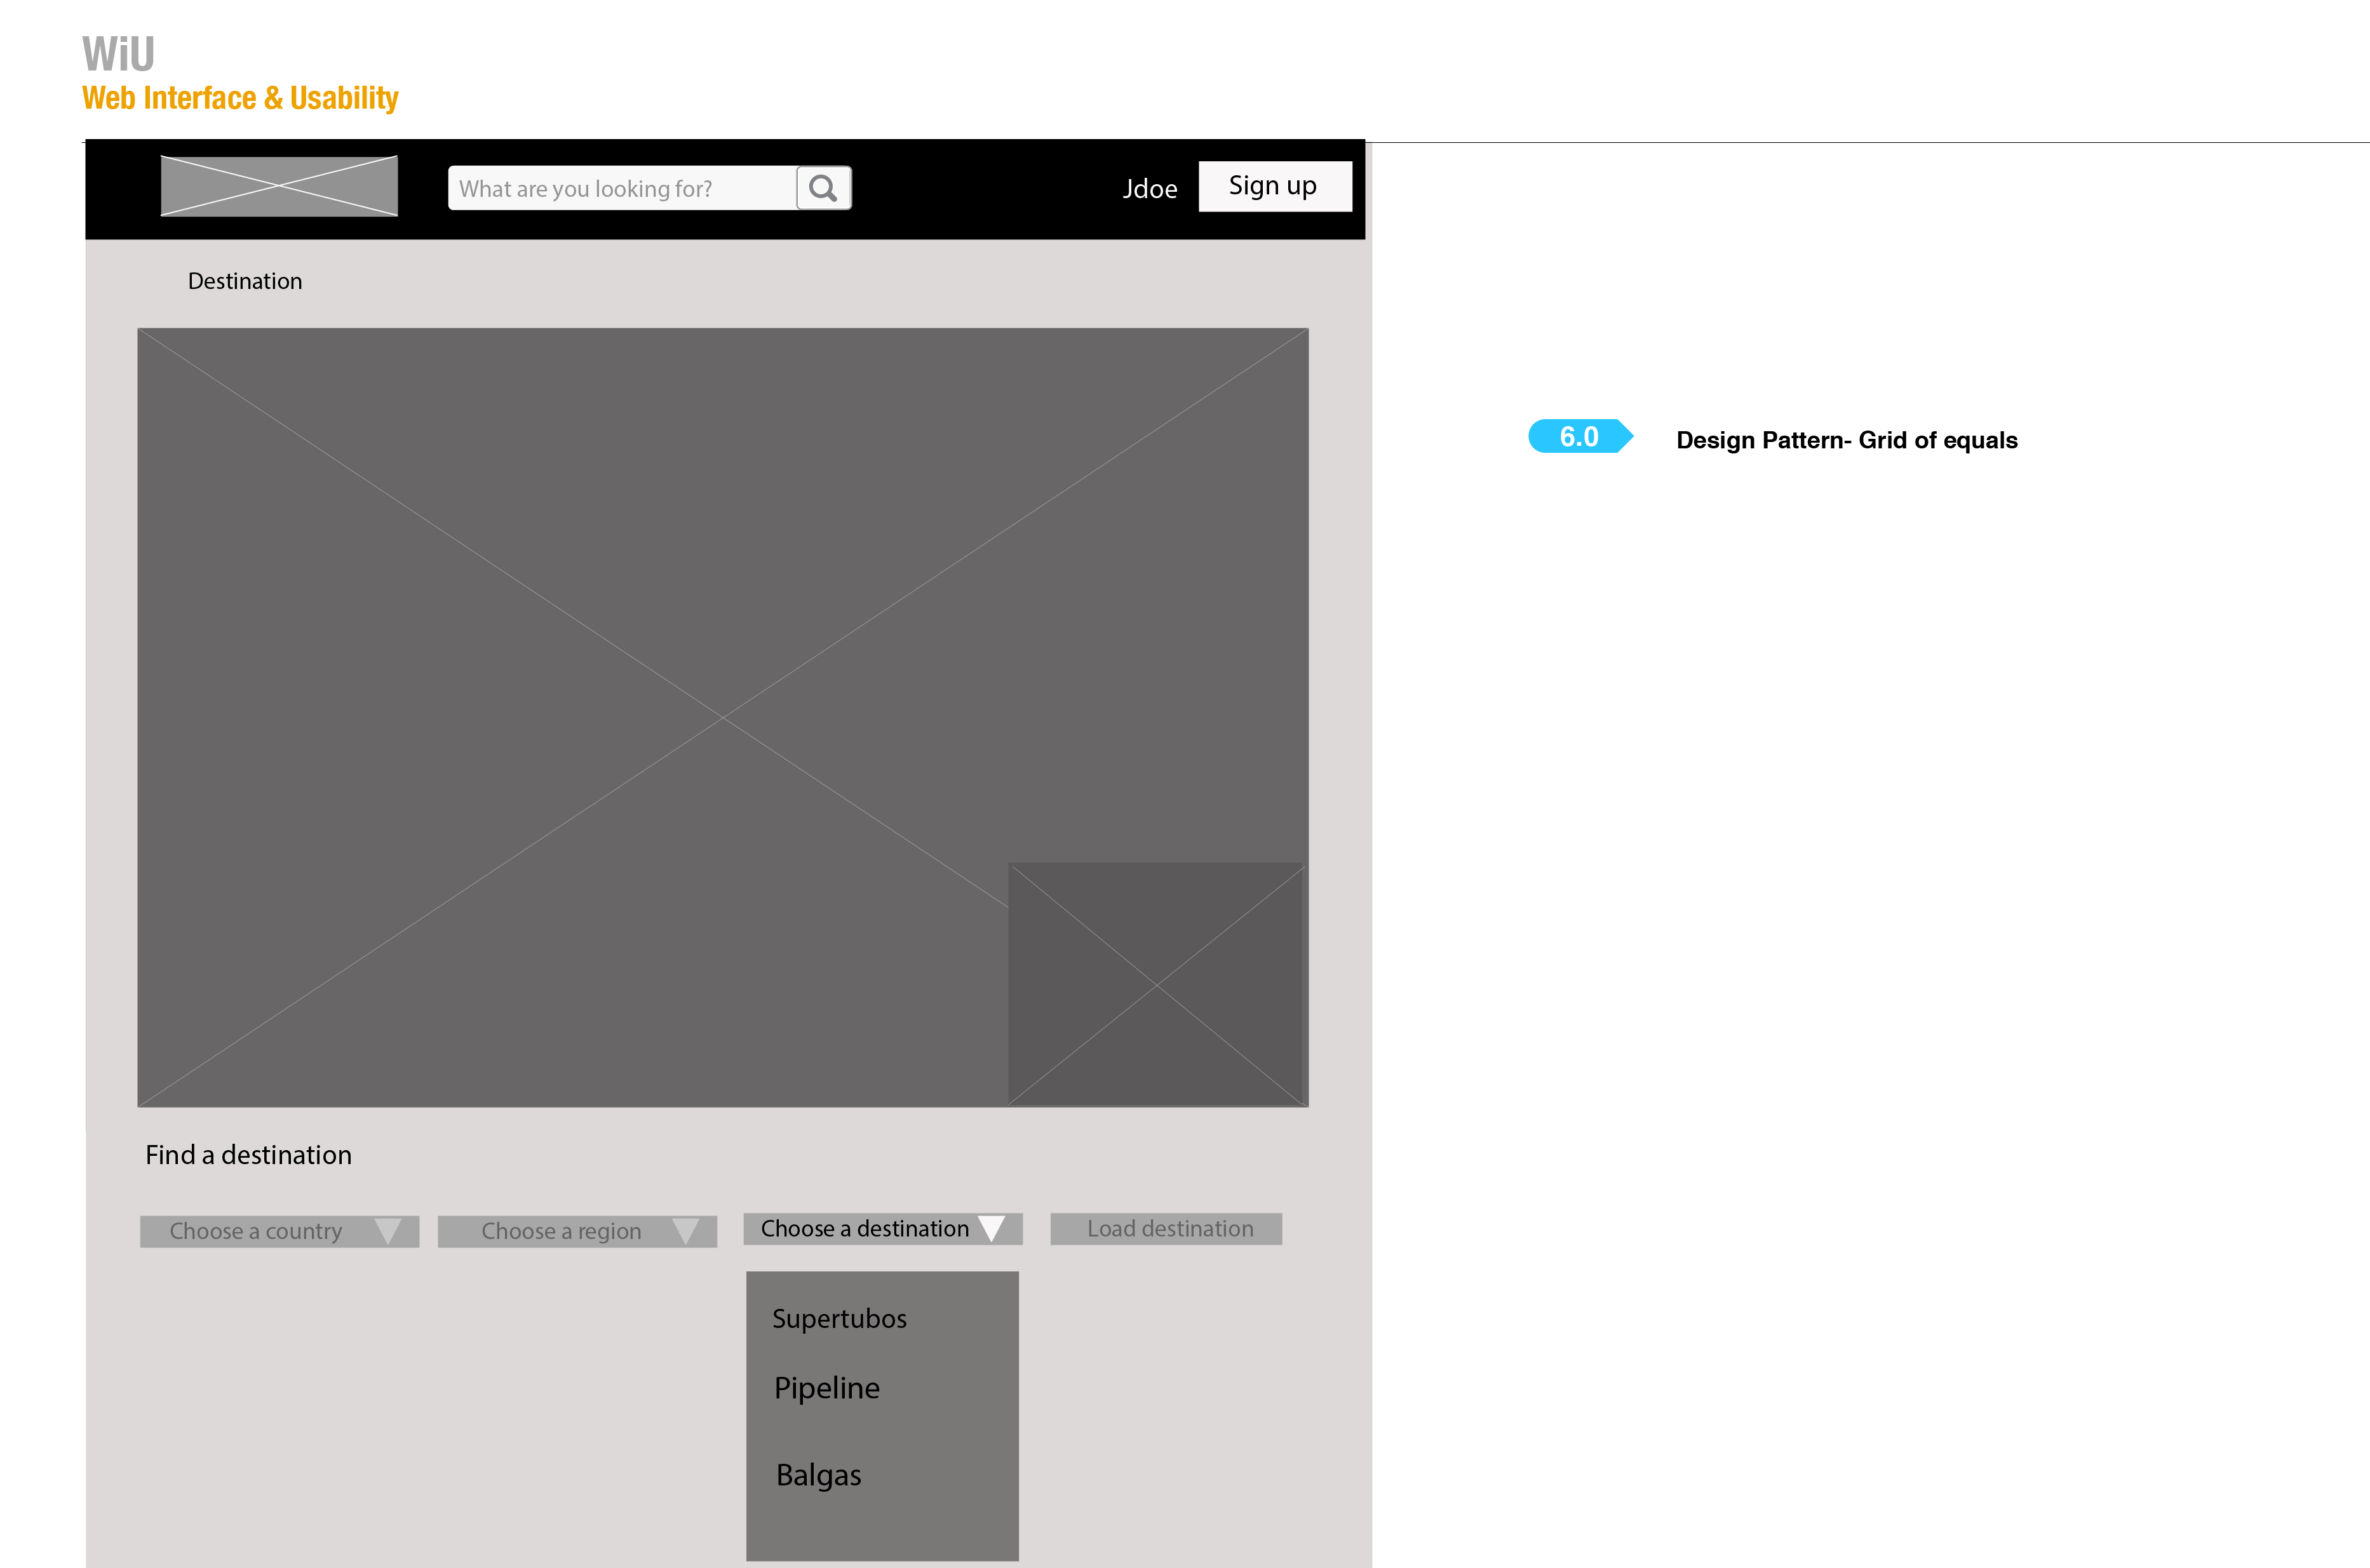 WiU
Web Interface & Usability
What are you looking for?
Jdoe
Sign up
Destination
6.0
Design Pattern- Grid of equals
Find a destination
Choose a country
Choose a region
Choose a destination
Load destination
Supertubos
Pipeline
Balgas